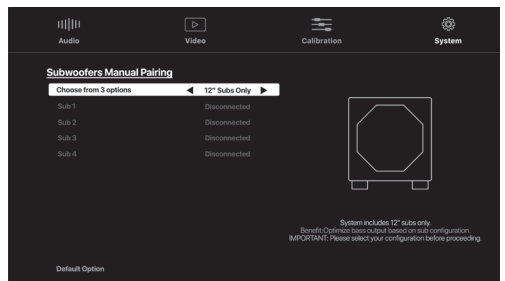 Audio
Video
Calibration
System
Subwoofers Manual Pairing
Choose from 3 options ◀ 12" Subs Only ▶
Sub 1 Disconnected
Sub 2 Disconnected
Sub 3 Disconnected
Sub 4 Disconnected
System includes 12" subs only.
Benefit:Optimize bass output based on sub configuration.
IMPORTANT: Please select your configuration before proceeding.
Default Option